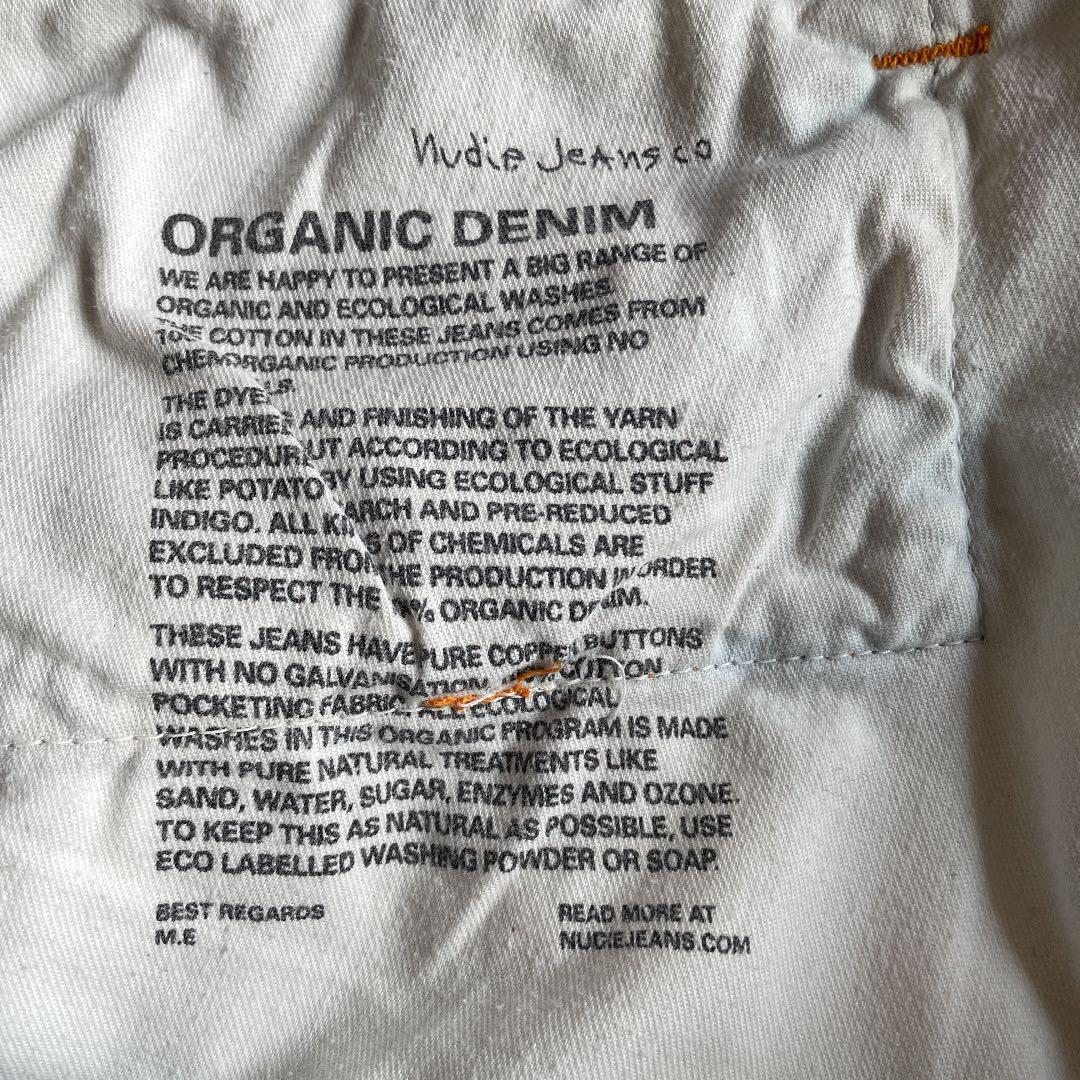 Nudie Jeans co
ORGANIC DENIM
WE ARE HAPPY TO PRESENT A BIG RANGE OF
ORGANIC AND ECOLOGICAL WASHES.
THE COTTON IN THESE JEANS COMES FROM
ORGANIC PRODUCTION USING NO
THE
AND FINISHING OF THE YARN
IS ACCORDING TO ECOLOGICAL
BY USING ECOLOGICAL STUFF
LIKE POTATO AND PRE-REDUCED
INDIGO. ALL OF CHEMICALS ARE
EXCLUDED THE PRODUCTION ORDER
TO RESPECT THE ORGANIC
THESE JEANS HAVE PURE BUTTONS
WITH NO COTTON
POCKETING FABRIC. ALL ECOLOGICAL
WASHES IN THIS ORGANIC PROGRAM IS MADE
WITH PURE NATURAL TREATMENTS LIKE
SAND, WATER, SUGAR, ENZYMES AND OZONE.
TO KEEP THIS AS NATURAL AS POSSIBLE, USE
ECO LABELLED WASHING POWDER OR SOAP.
BEST REGARDS
M.E
READ MORE AT
NUDIEJEANS.COM